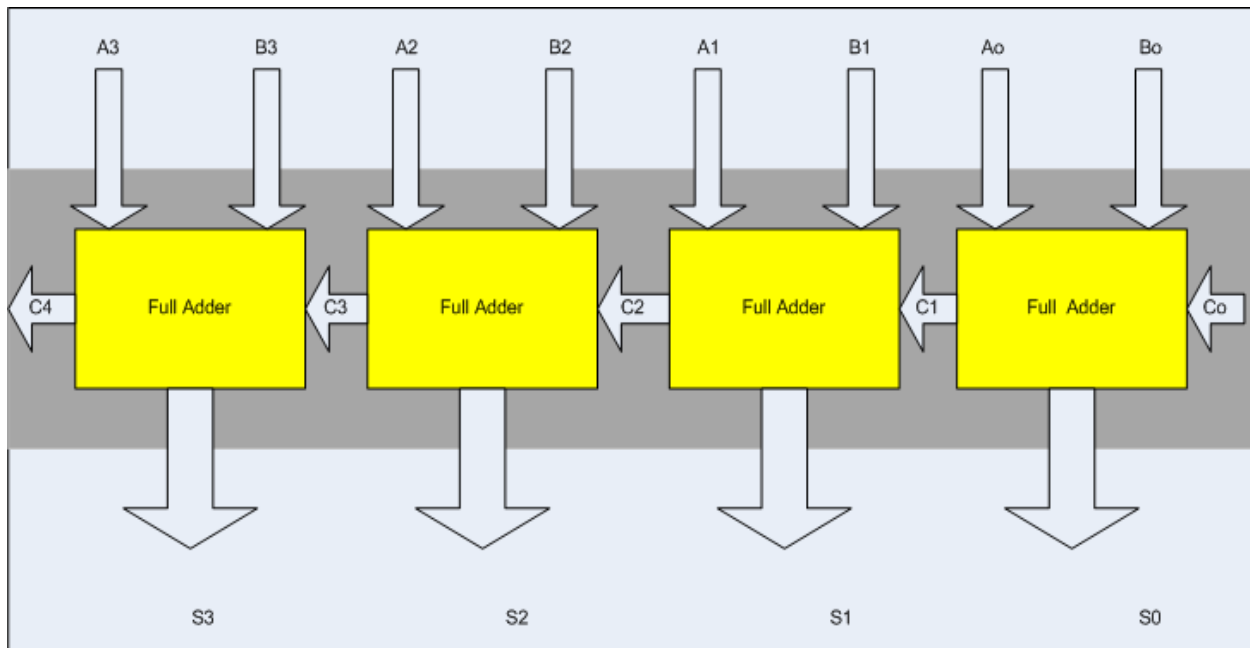 A3 B3 A2 B2 A1 B1 Ao Bo
C4 Full Adder C3 Full Adder C2 Full Adder C1 Full Adder Co
S3 S2 S1 S0